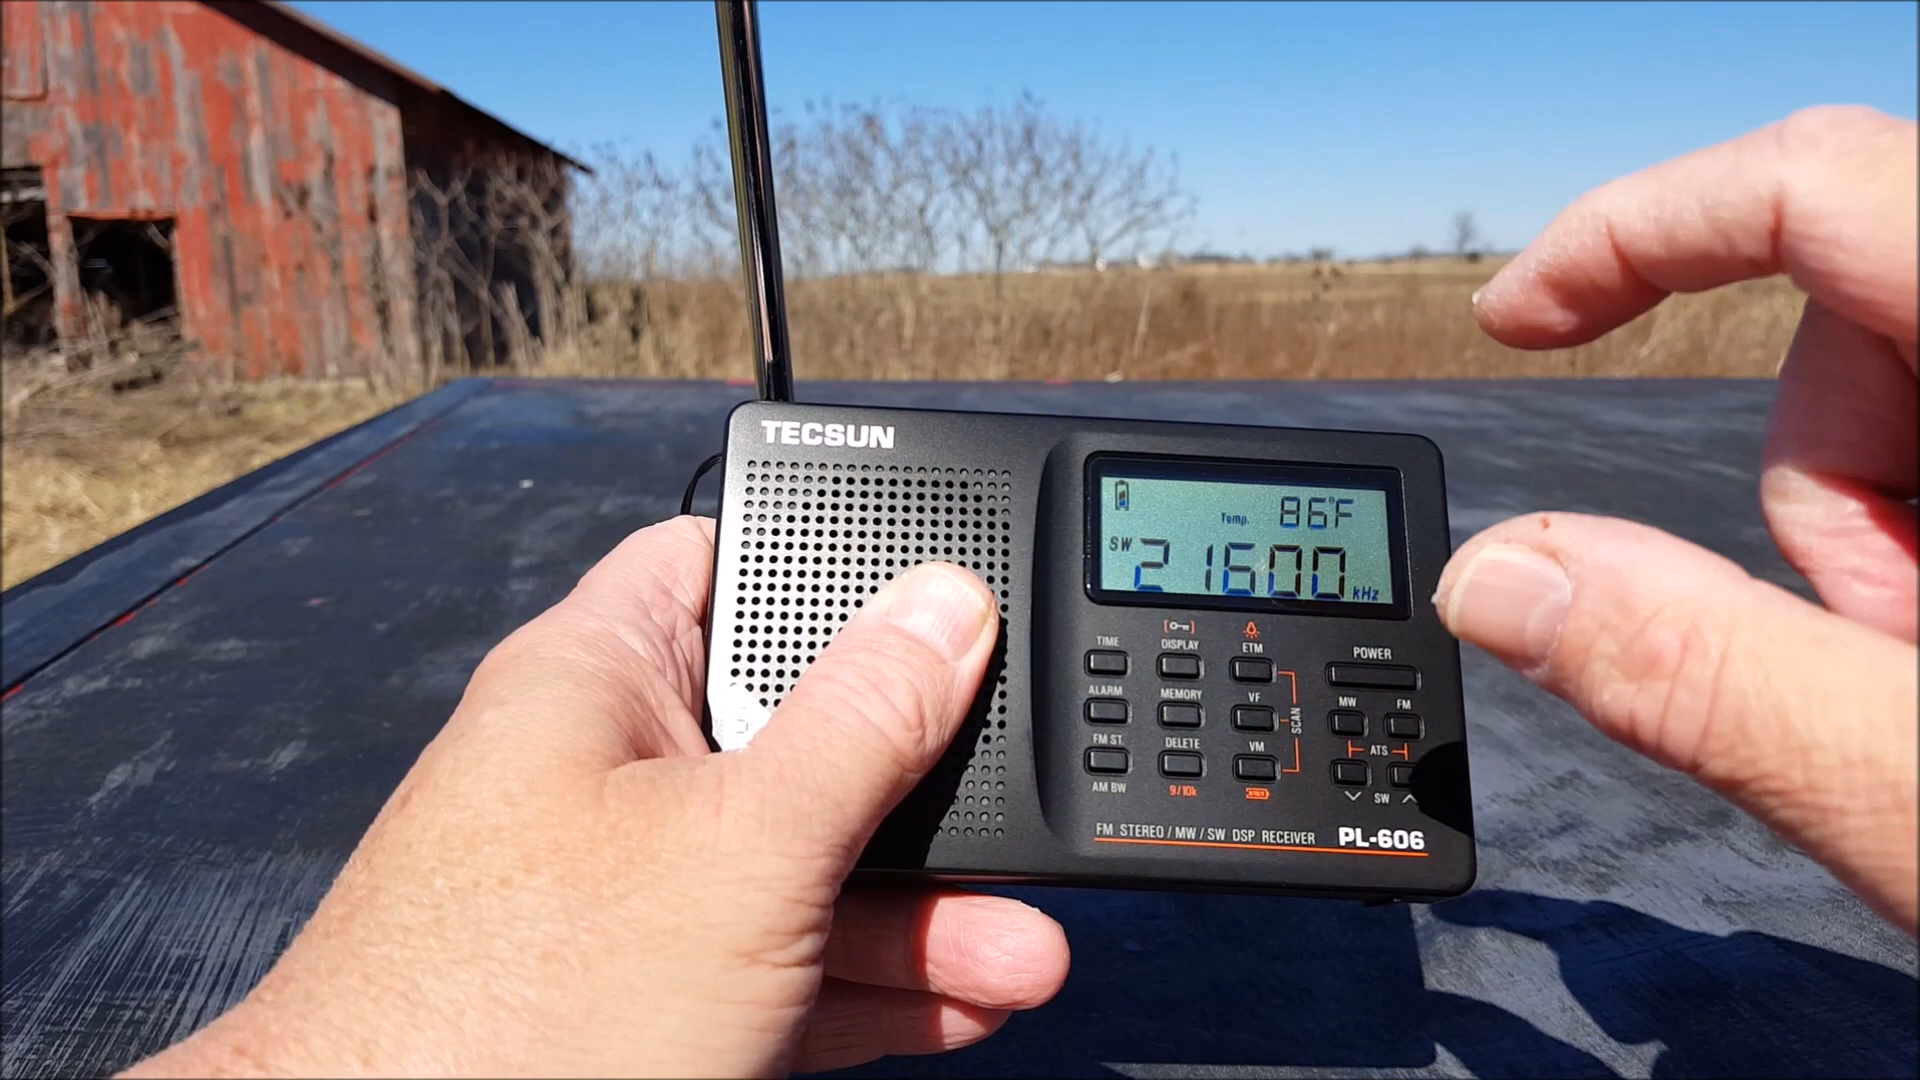 TECSUN
Temp. 86°F
SW 21600 kHz
TIME DISPLAY ETM POWER
ALARM MEMORY VF MW FM
SCAN
FM ST. DELETE VM ATS
AM BW 9/10k SW
FM STEREO / MW / SW DSP RECEIVER PL-606